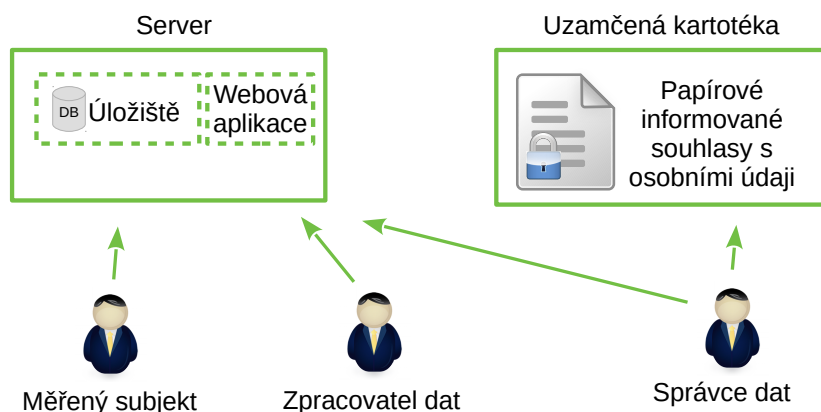 Server
Uzamčená kartotéka
DB
Úložiště
Webová
aplikace
Papírové
informované
souhlasy s
osobními údaji
Měřený subjekt
Zpracovatel dat
Správce dat